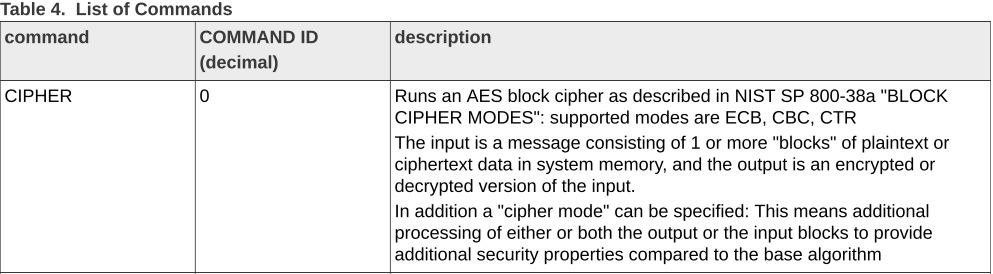 Table 4. List of Commands
command COMMAND ID description
(decimal)
CIPHER 0 Runs an AES block cipher as described in NIST SP 800-38a "BLOCK
CIPHER MODES": supported modes are ECB, CBC, CTR
The input is a message consisting of 1 or more "blocks" of plaintext or
ciphertext data in system memory, and the output is an encrypted or
decrypted version of the input.
In addition a "cipher mode" can be specified: This means additional
processing of either or both the output or the input blocks to provide
additional security properties compared to the base algorithm